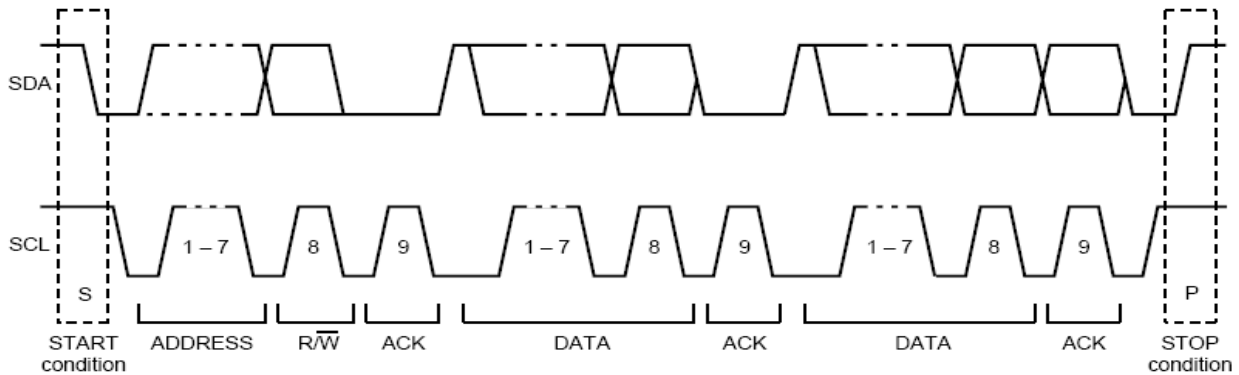 SDA
SCL
1 – 7 8 9 1 – 7 8 9 1 – 7 8 9
S P
START condition ADDRESS R/W̅ ACK DATA ACK DATA ACK STOP condition